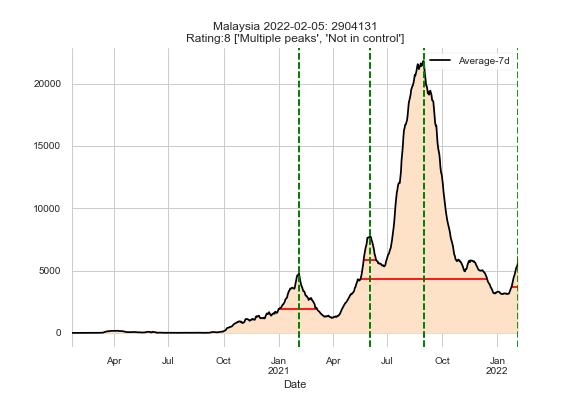 Malaysia 2022-02-05: 2904131
Rating:8 ['Multiple peaks', 'Not in control']
Average-7d
20000
15000
10000
5000
0
Apr Jul Oct Jan Apr Jul Oct Jan
2021 2022
Date